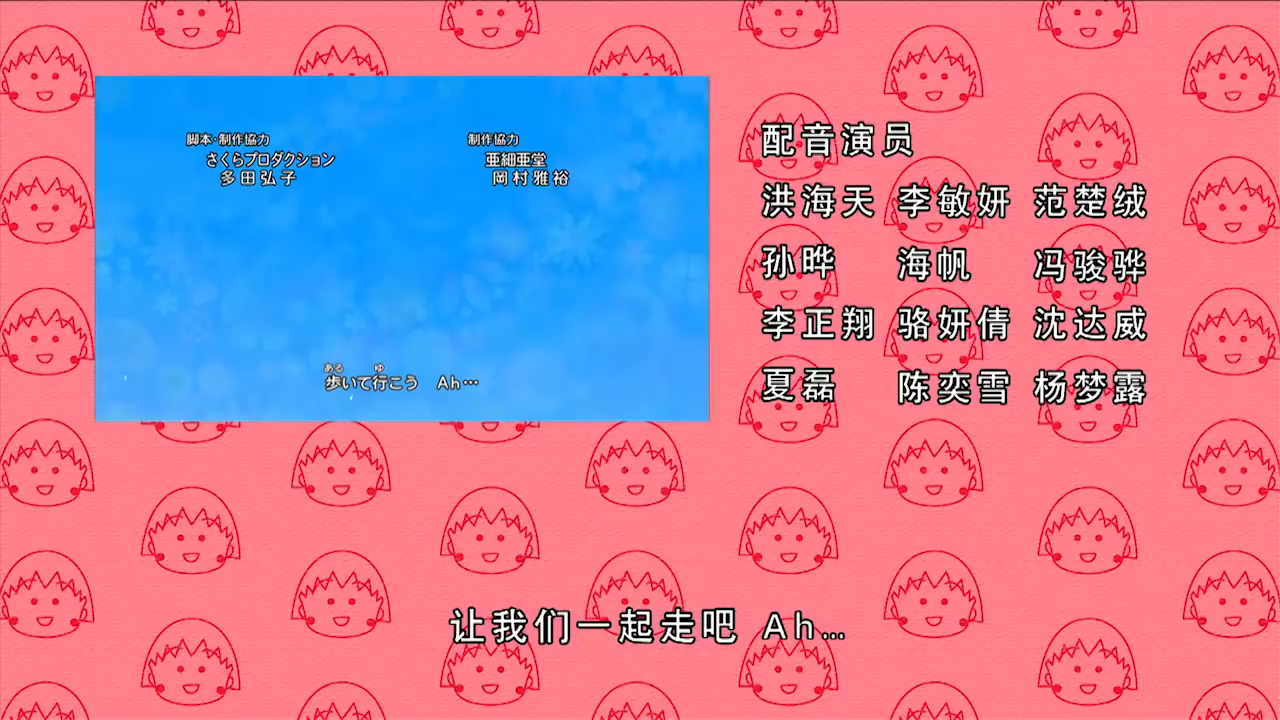 脚本·制作協力
さくらプロダクション
多田弘子
制作協力
亜細亜堂
岡村雅裕
ある ゆ
歩いて行こう Ah…
配音演员
洪海天 李敏妍 范楚绒
孙晔 海帆 冯骏骅
李正翔 骆妍倩 沈达威
夏磊 陈奕雪 杨梦露
让我们一起走吧 Ah…